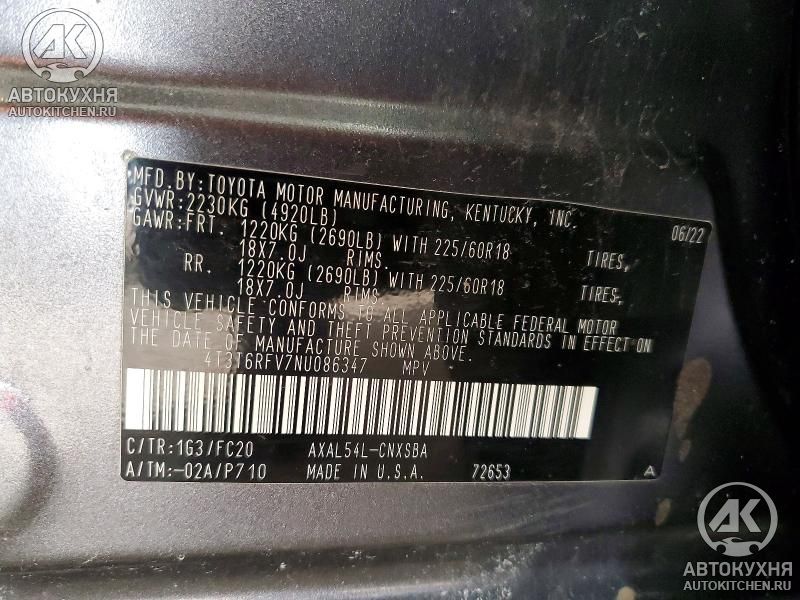 AK
АВТОКУХНЯ
AUTOKITCHEN.RU
MFD.BY:TOYOTA MOTOR MANUFACTURING, KENTUCKY, INC.
GVWR:2230KG (4920LB) 06/22
GAWR:FRT. 1220KG (2690LB) WITH 225/60R18 TIRES,
18X7.0J RIMS.
RR. 1220KG (2690LB) WITH 225/60R18 TIRES,
18X7.0J RIMS.
THIS VEHICLE CONFORMS TO ALL APPLICABLE FEDERAL MOTOR
VEHICLE SAFETY AND THEFT PREVENTION STANDARDS IN EFFECT ON
THE DATE OF MANUFACTURE SHOWN ABOVE.
4T3T6RFV7NU086347 MPV
C/TR:1G3/FC20 AXAL54L-CNXSBA
A/TM:-02A/P710 MADE IN U.S.A. 72653 A
AK
АВТОКУХНЯ
AUTOKITCHEN.RU